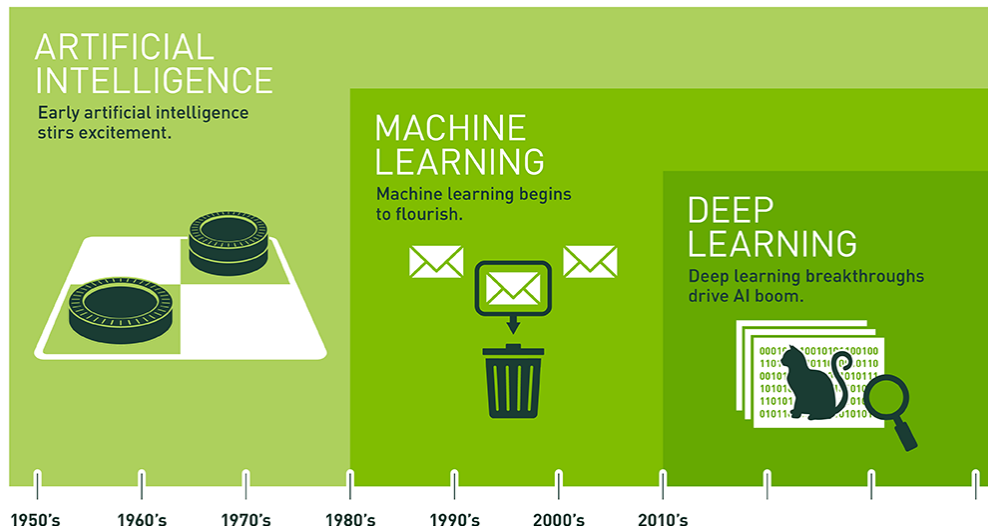 ARTIFICIAL
INTELLIGENCE
Early artificial intelligence
stirs excitement.
MACHINE
LEARNING
Machine learning begins
to flourish.
DEEP
LEARNING
Deep learning breakthroughs
drive AI boom.
1950's
1960's
1970's
1980's
1990's
2000's
2010's